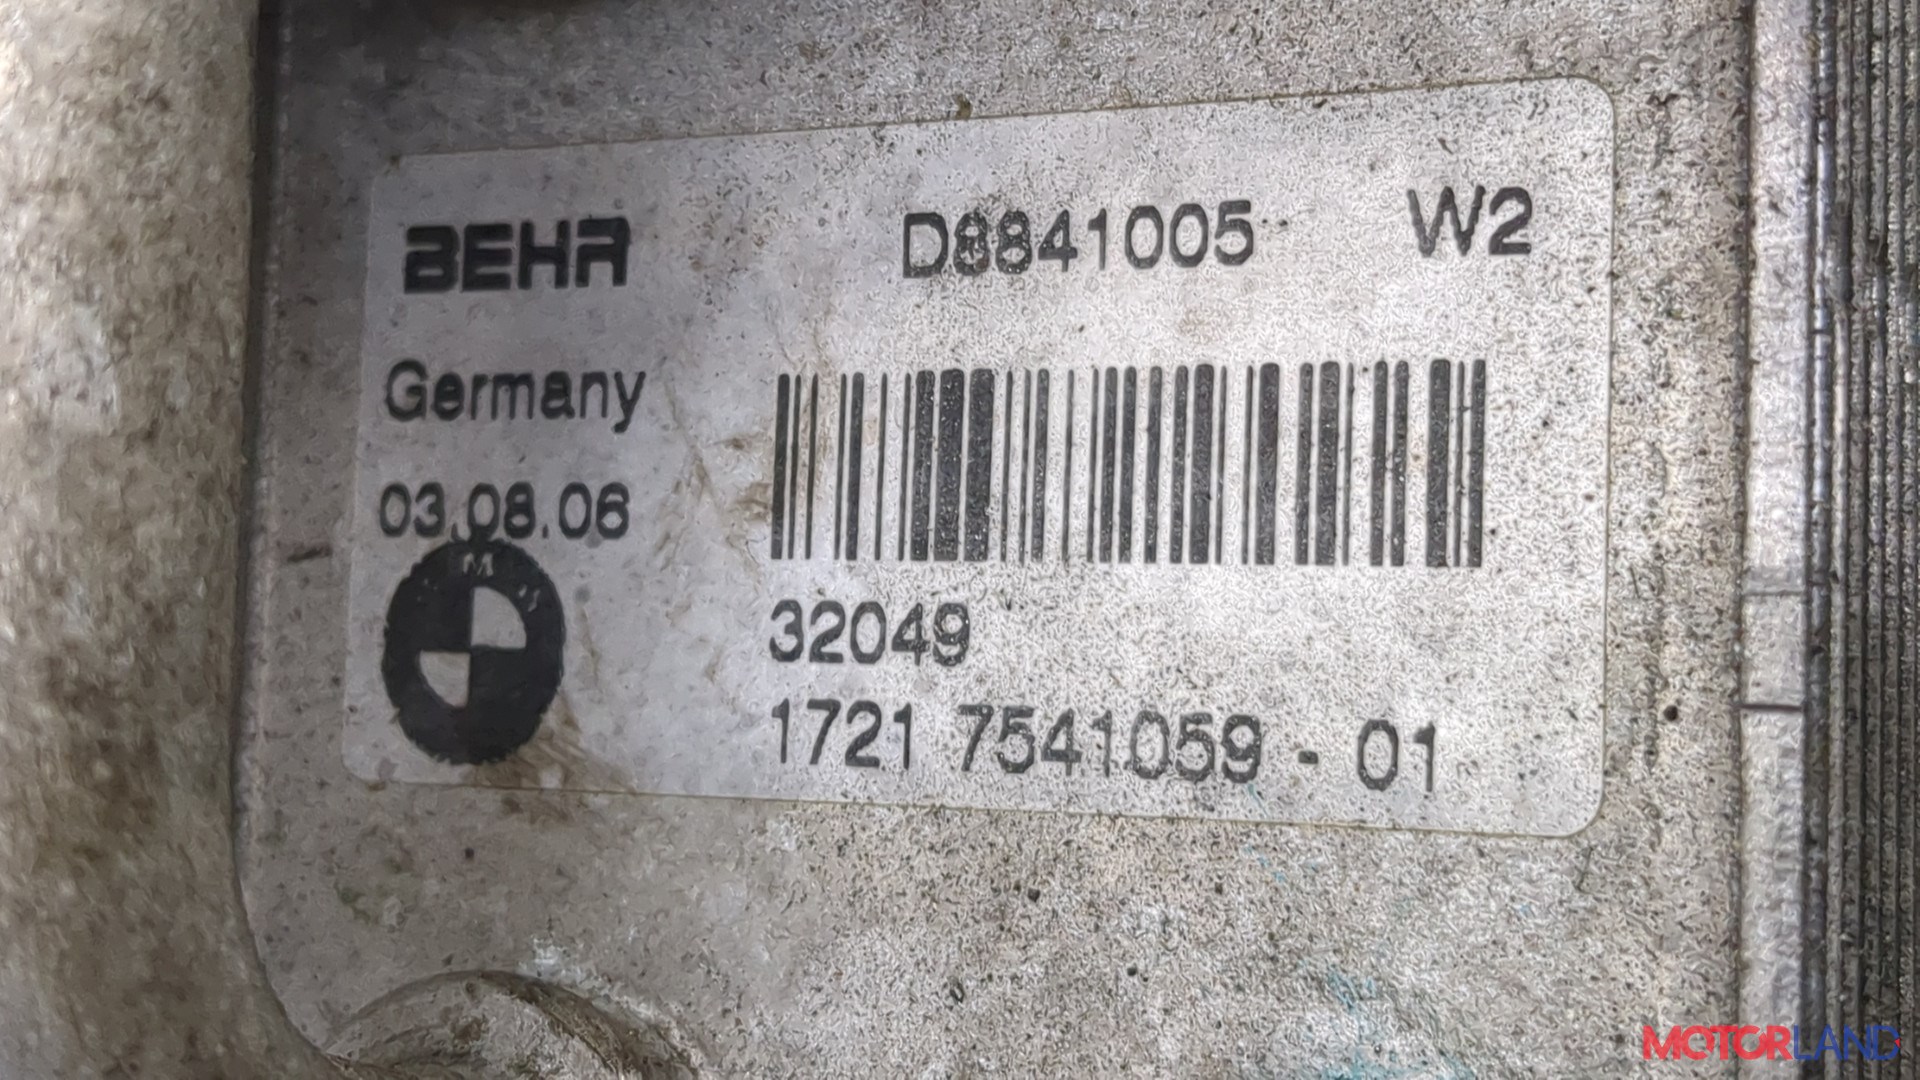 BEHR D8841005 W2
Germany
03.08.06
M
32049
1721 7541059 - 01
MOTORLAND